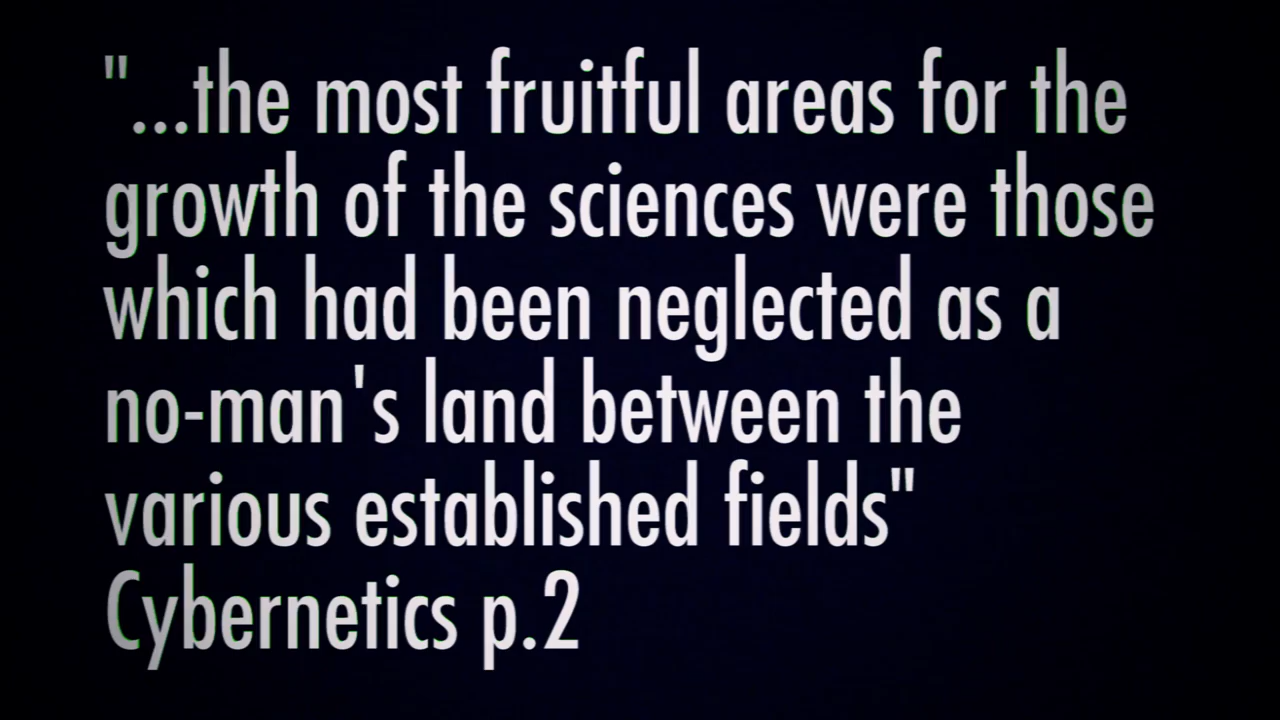 "...the most fruitful areas for the
growth of the sciences were those
which had been neglected as a
no-man's land between the
various established fields"
Cybernetics p.2